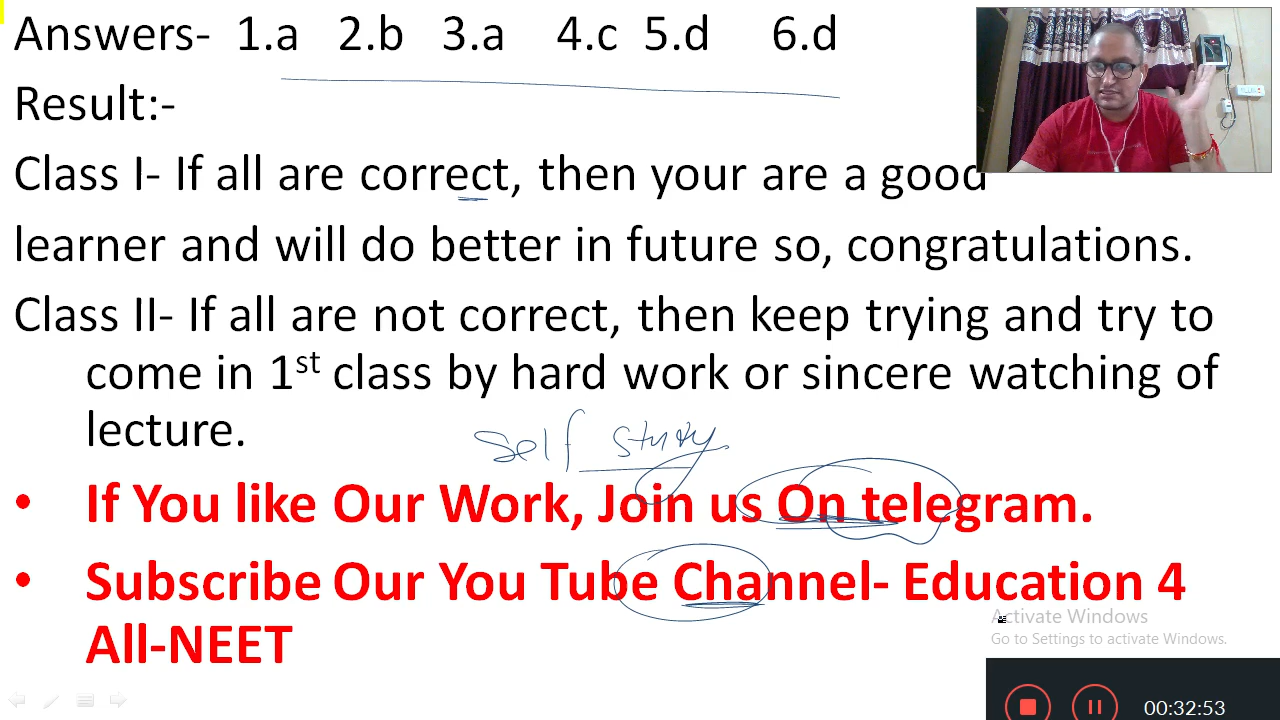 Answers- 1.a 2.b 3.a 4.c 5.d 6.d
Result:-
Class I- If all are correct, then your are a good
learner and will do better in future so, congratulations.
Class II- If all are not correct, then keep trying and try to
come in 1st class by hard work or sincere watching of
lecture.
Self study
• If You like Our Work, Join us On telegram.
• Subscribe Our You Tube Channel- Education 4
All-NEET
Activate Windows
Go to Settings to activate Windows.
00:32:53